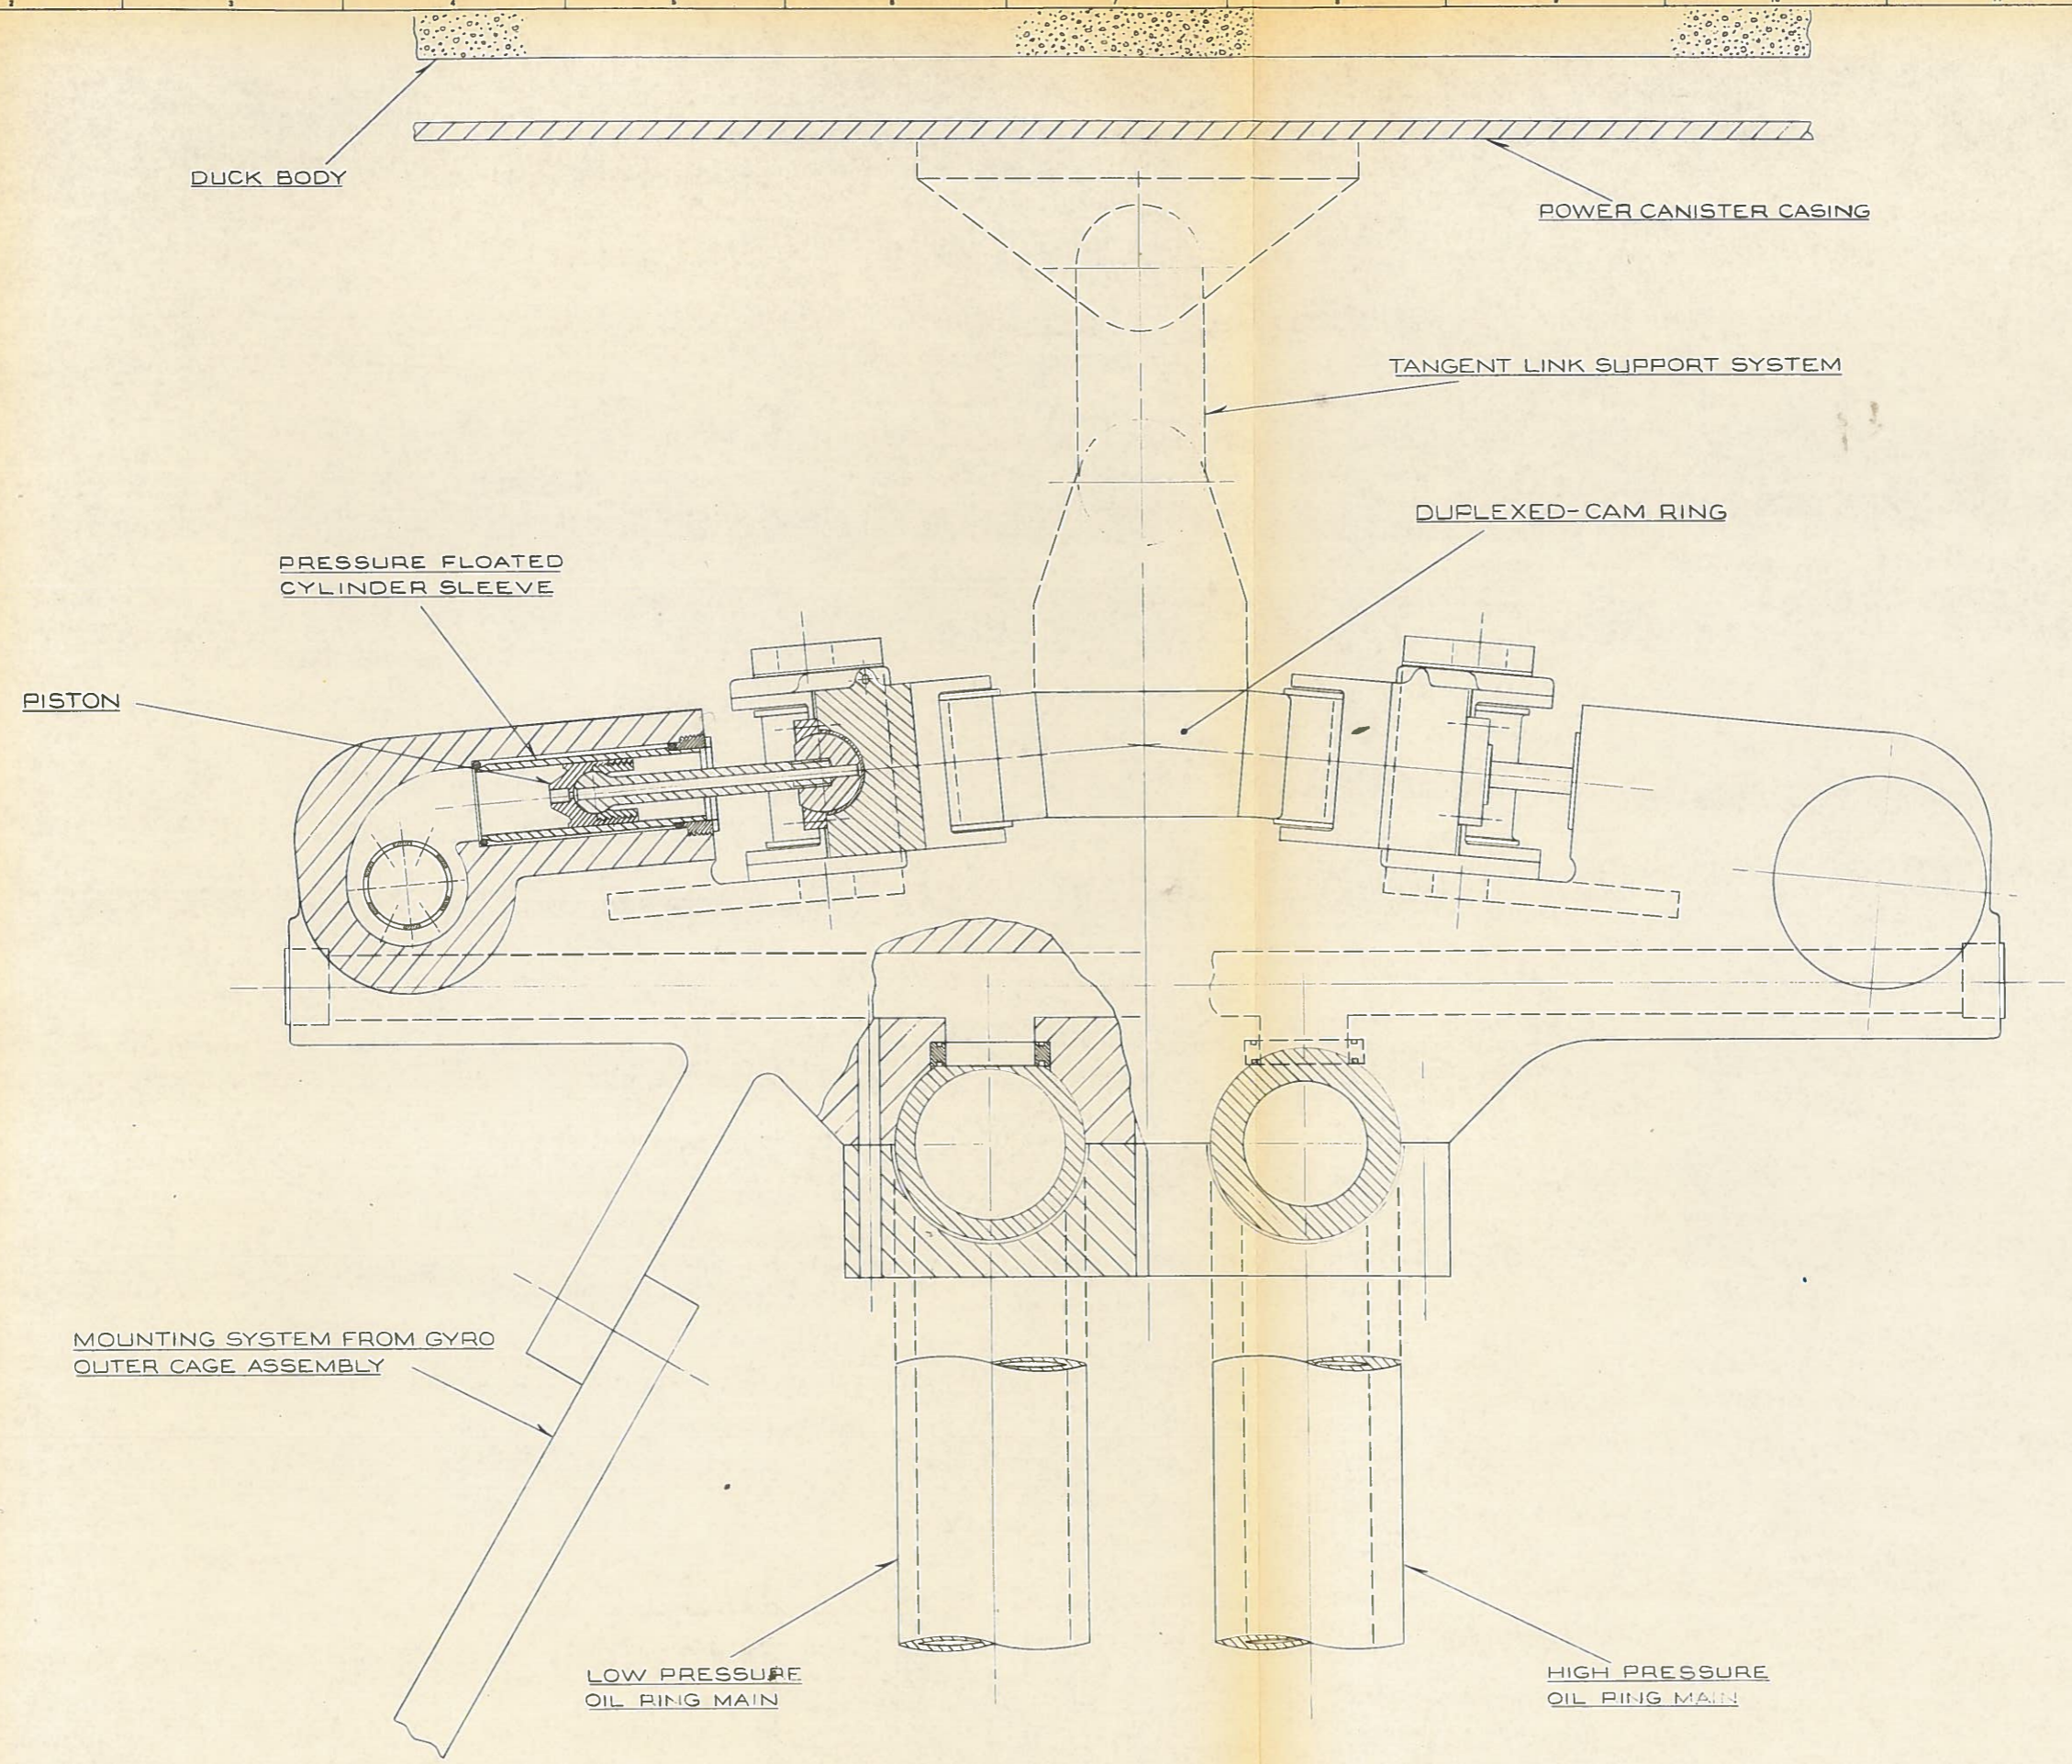 DUCK BODY
POWER CANISTER CASING
TANGENT LINK SUPPORT SYSTEM
DUPLEXED-CAM RING
PRESSURE FLOATED
CYLINDER SLEEVE
PISTON
MOUNTING SYSTEM FROM GYRO
OUTER CAGE ASSEMBLY
LOW PRESSURE
OIL RING MAIN
HIGH PRESSURE
OIL RING MAIN